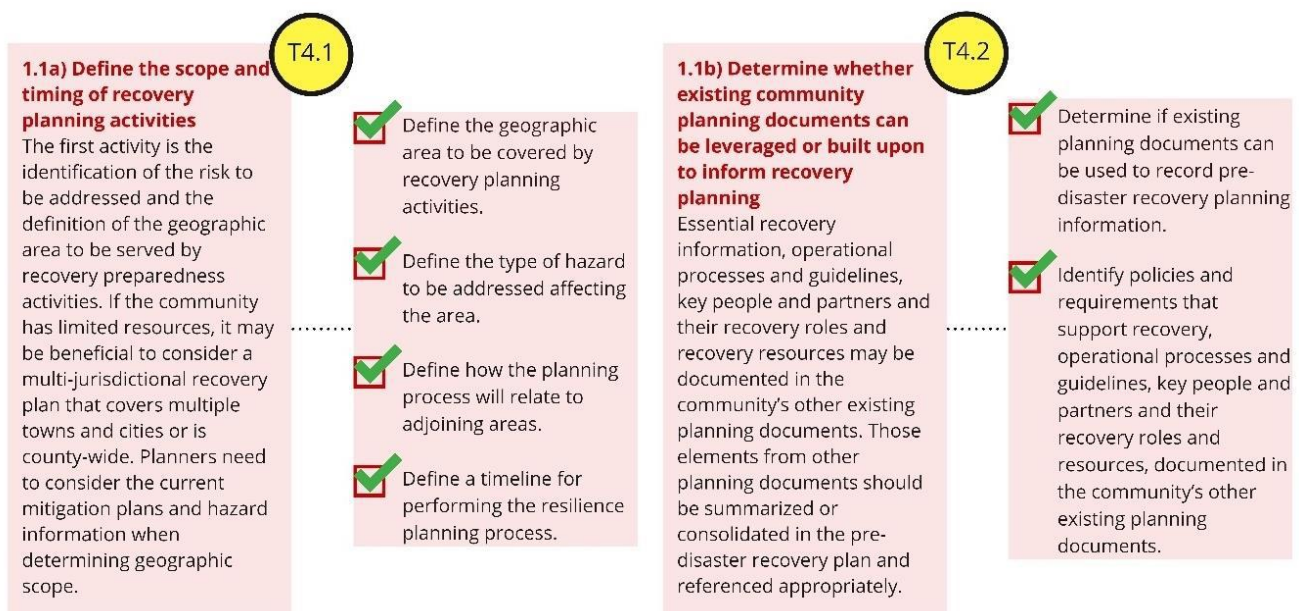 T4.1
1.1a) Define the scope and
timing of recovery
planning activities
The first activity is the
identification of the risk to
be addressed and the
definition of the geographic
area to be served by
recovery preparedness
activities. If the community
has limited resources, it may
be beneficial to consider a
multi-jurisdictional recovery
plan that covers multiple
towns and cities or is
county-wide. Planners need
to consider the current
mitigation plans and hazard
information when
determining geographic
scope.
Define the geographic
area to be covered by
recovery planning
activities.
Define the type of hazard
to be addressed affecting
the area.
Define how the planning
process will relate to
adjoining areas.
Define a timeline for
performing the resilience
planning process.
T4.2
1.1b) Determine whether
existing community
planning documents can
be leveraged or built upon
to inform recovery
planning
Essential recovery
information, operational
processes and guidelines,
key people and partners and
their recovery roles and
recovery resources may be
documented in the
community’s other existing
planning documents. Those
elements from other
planning documents should
be summarized or
consolidated in the pre-
disaster recovery plan and
referenced appropriately.
Determine if existing
planning documents can
be used to record pre-
disaster recovery planning
information.
Identify policies and
requirements that
support recovery,
operational processes and
guidelines, key people and
partners and their
recovery roles and
resources, documented in
the community’s other
existing planning
documents.